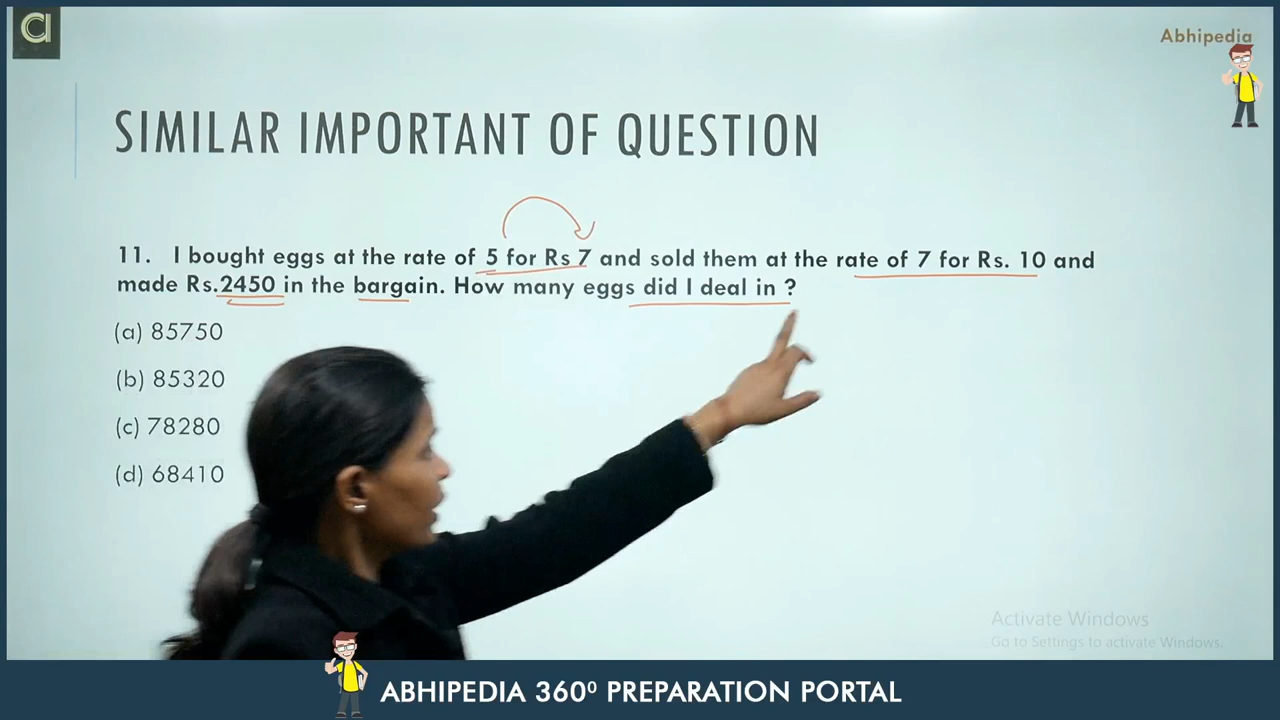 a
Abhipedia
SIMILAR IMPORTANT OF QUESTION
11. I bought eggs at the rate of 5 for Rs 7 and sold them at the rate of 7 for Rs. 10 and
made Rs.2450 in the bargain. How many eggs did I deal in ?
(a) 85750
(b) 85320
(c) 78280
(d) 68410
Activate Windows
Go to Settings to activate Windows.
ABHIPEDIA 360⁰ PREPARATION PORTAL